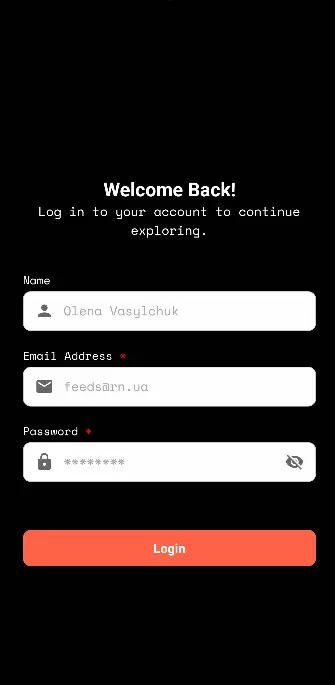 Welcome Back!
Log in to your account to continue
exploring.
Name
Olena Vasylchuk
Email Address *
feeds@rn.ua
Password *
********
Login